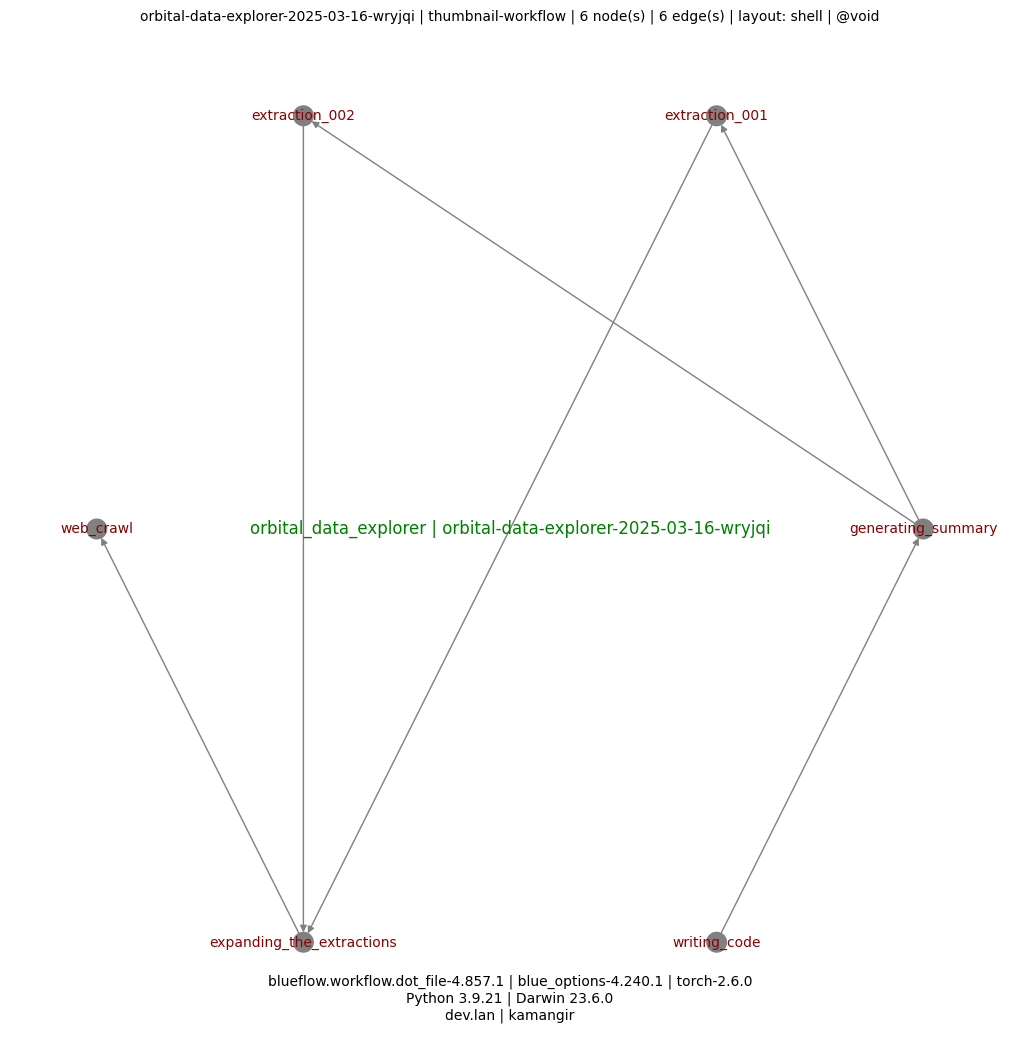 orbital-data-explorer-2025-03-16-wryjqi | thumbnail-workflow | 6 node(s) | 6 edge(s) | layout: shell | @void
extraction_002
extraction_001
web_crawl
orbital_data_explorer | orbital-data-explorer-2025-03-16-wryjqi
generating_summary
expanding_the_extractions
writing_code
blueflow.workflow.dot_file-4.857.1 | blue_options-4.240.1 | torch-2.6.0
Python 3.9.21 | Darwin 23.6.0
dev.lan | kamangir